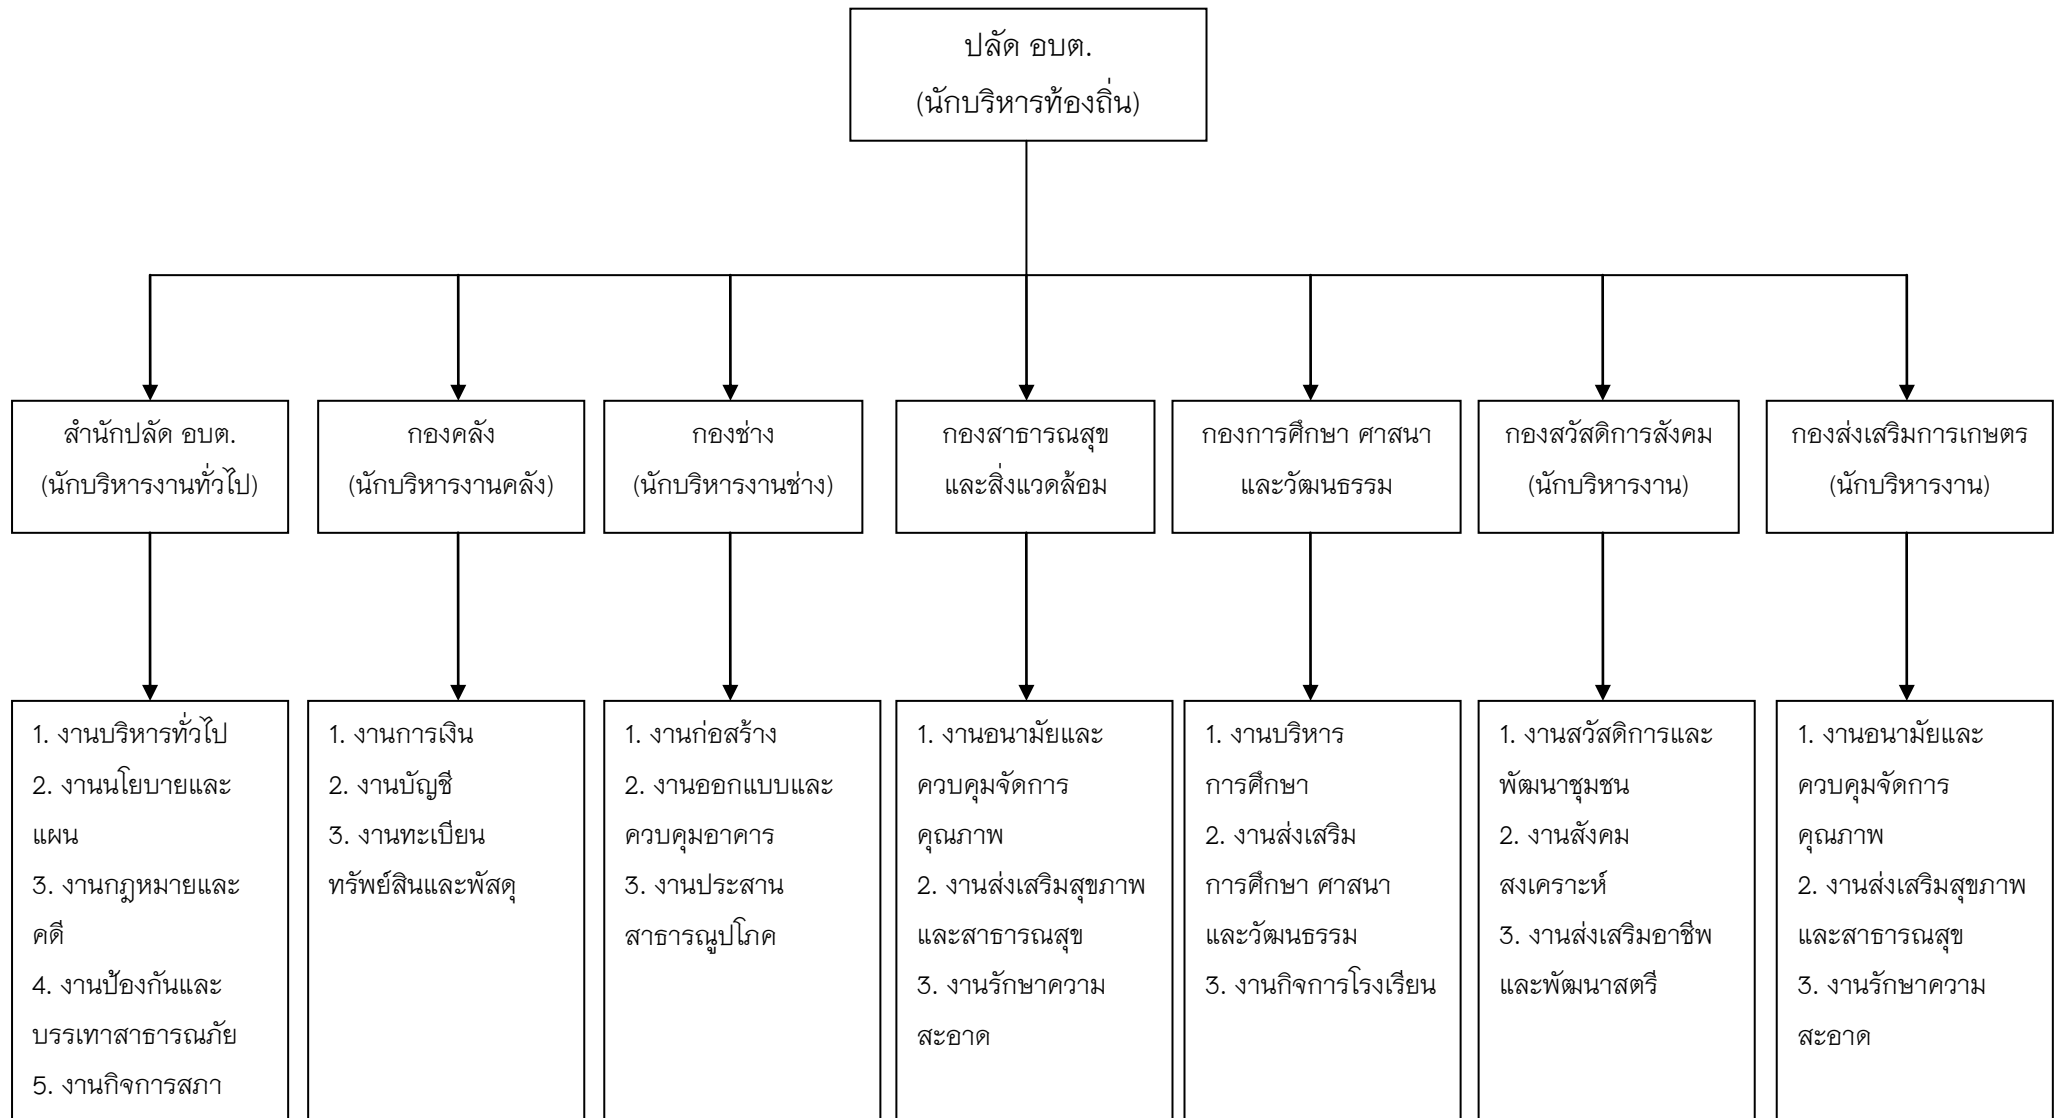 ปลัด อบต.
(นักบริหารท้องถิ่น)
สำนักปลัด อบต.
(นักบริหารงานทั่วไป)
กองคลัง
(นักบริหารงานคลัง)
กองช่าง
(นักบริหารงานช่าง)
กองสาธารณสุข
และสิ่งแวดล้อม
กองการศึกษา ศาสนา
และวัฒนธรรม
กองสวัสดิการสังคม
(นักบริหารงาน)
กองส่งเสริมการเกษตร
(นักบริหารงาน)
1. งานบริหารทั่วไป
2. งานนโยบายและ
แผน
3. งานกฎหมายและ
คดี
4. งานป้องกันและ
บรรเทาสาธารณภัย
5. งานกิจการสภา
1. งานการเงิน
2. งานบัญชี
3. งานทะเบียน
ทรัพย์สินและพัสดุ
1. งานก่อสร้าง
2. งานออกแบบและ
ควบคุมอาคาร
3. งานประสาน
สาธารณูปโภค
1. งานอนามัยและ
ควบคุมจัดการ
คุณภาพ
2. งานส่งเสริมสุขภาพ
และสาธารณสุข
3. งานรักษาความ
สะอาด
1. งานบริหาร
การศึกษา
2. งานส่งเสริม
การศึกษา ศาสนา
และวัฒนธรรม
3. งานกิจการโรงเรียน
1. งานสวัสดิการและ
พัฒนาชุมชน
2. งานสังคม
สงเคราะห์
3. งานส่งเสริมอาชีพ
และพัฒนาสตรี
1. งานอนามัยและ
ควบคุมจัดการ
คุณภาพ
2. งานส่งเสริมสุขภาพ
และสาธารณสุข
3. งานรักษาความ
สะอาด